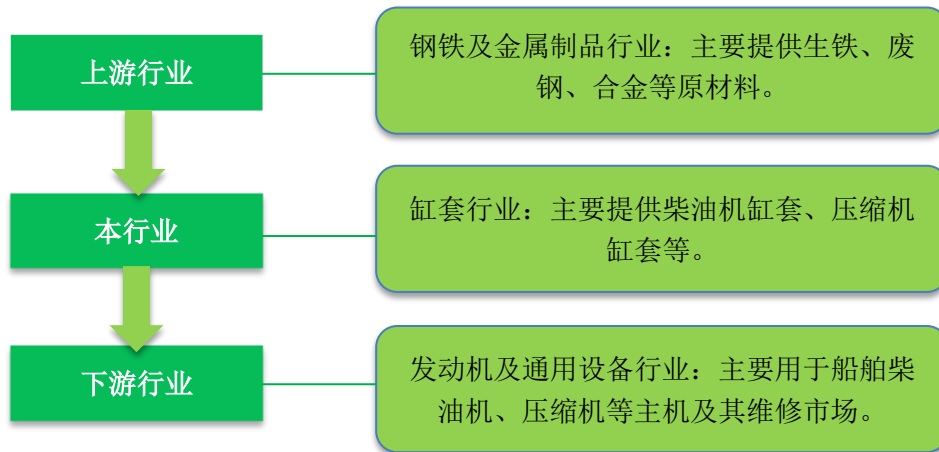 上游行业
钢铁及金属制品行业：主要提供生铁、废
钢、合金等原材料。
本行业
缸套行业：主要提供柴油机缸套、压缩机
缸套等。
下游行业
发动机及通用设备行业：主要用于船舶柴
油机、压缩机等主机及其维修市场。